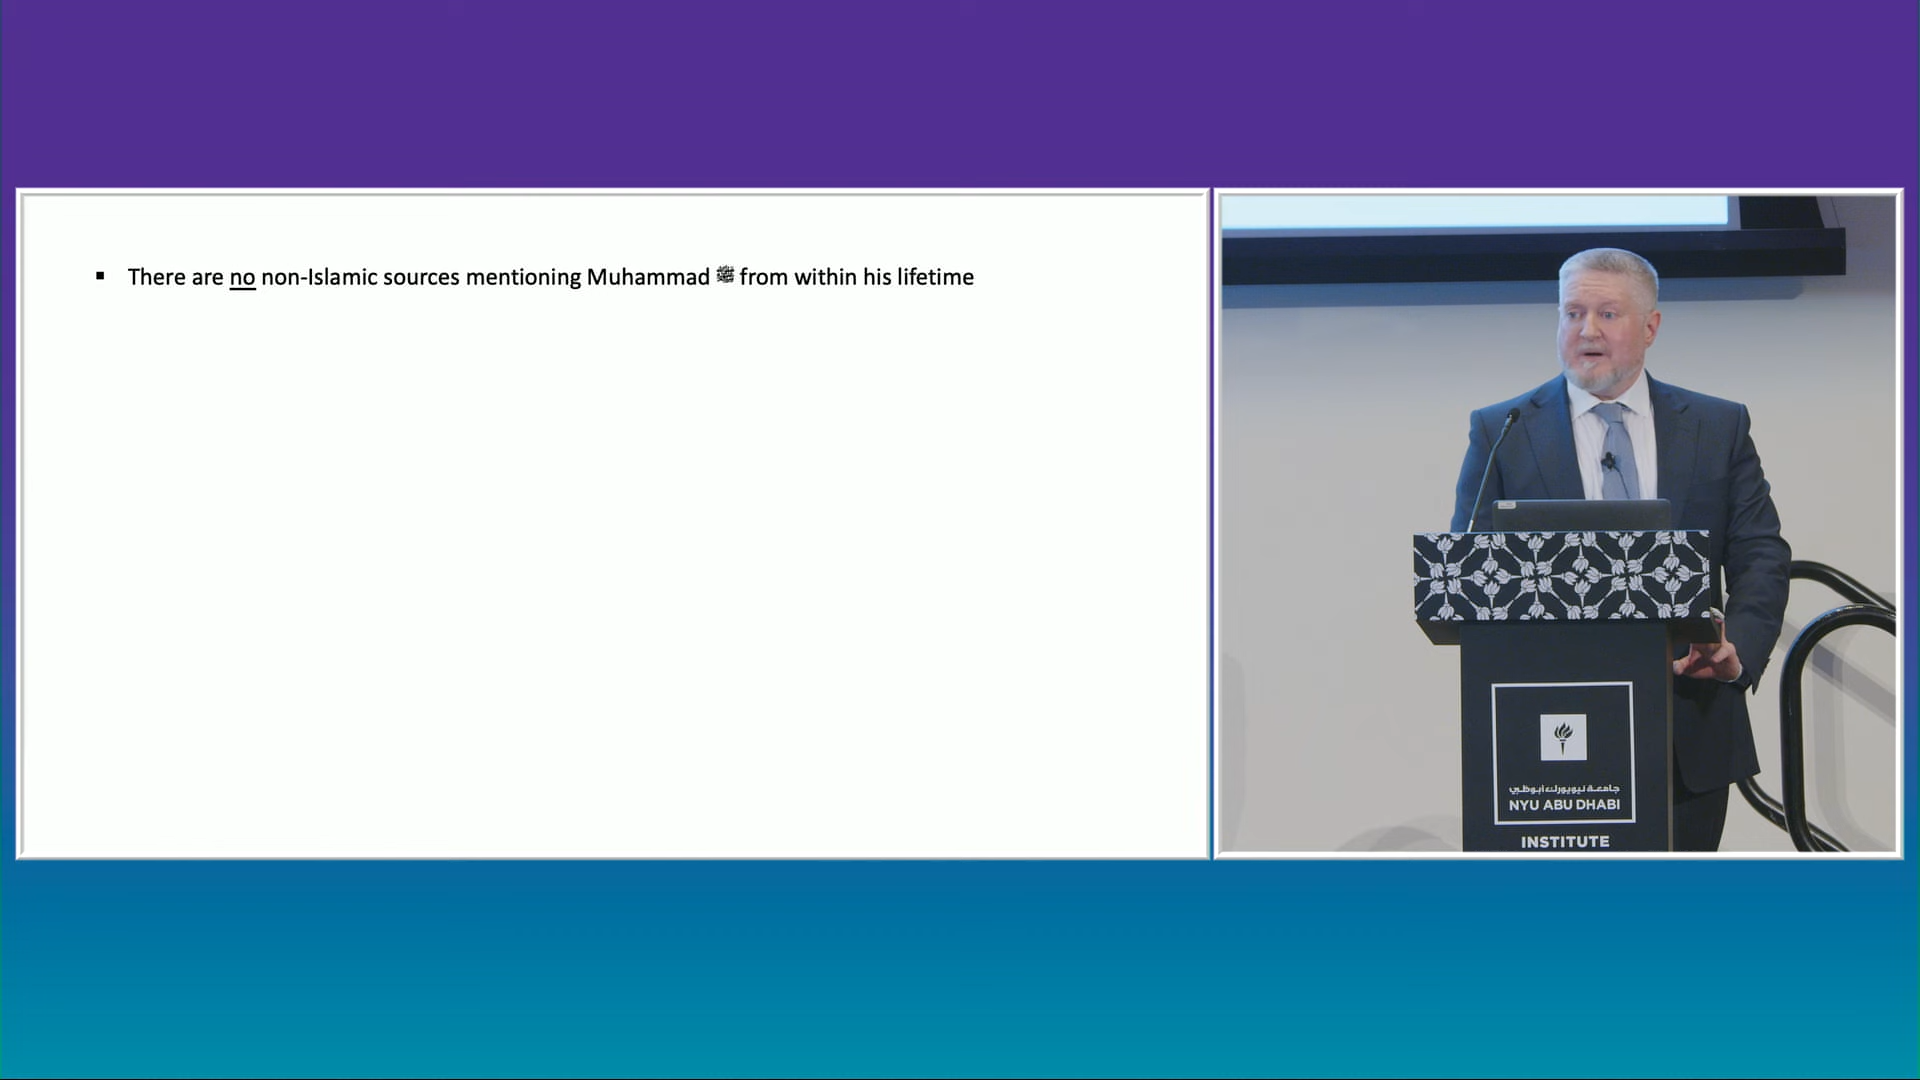 ▪ There are no non-Islamic sources mentioning Muhammad ﷺ from within his lifetime
جامعة نيويورك أبوظبي
NYU ABU DHABI
INSTITUTE